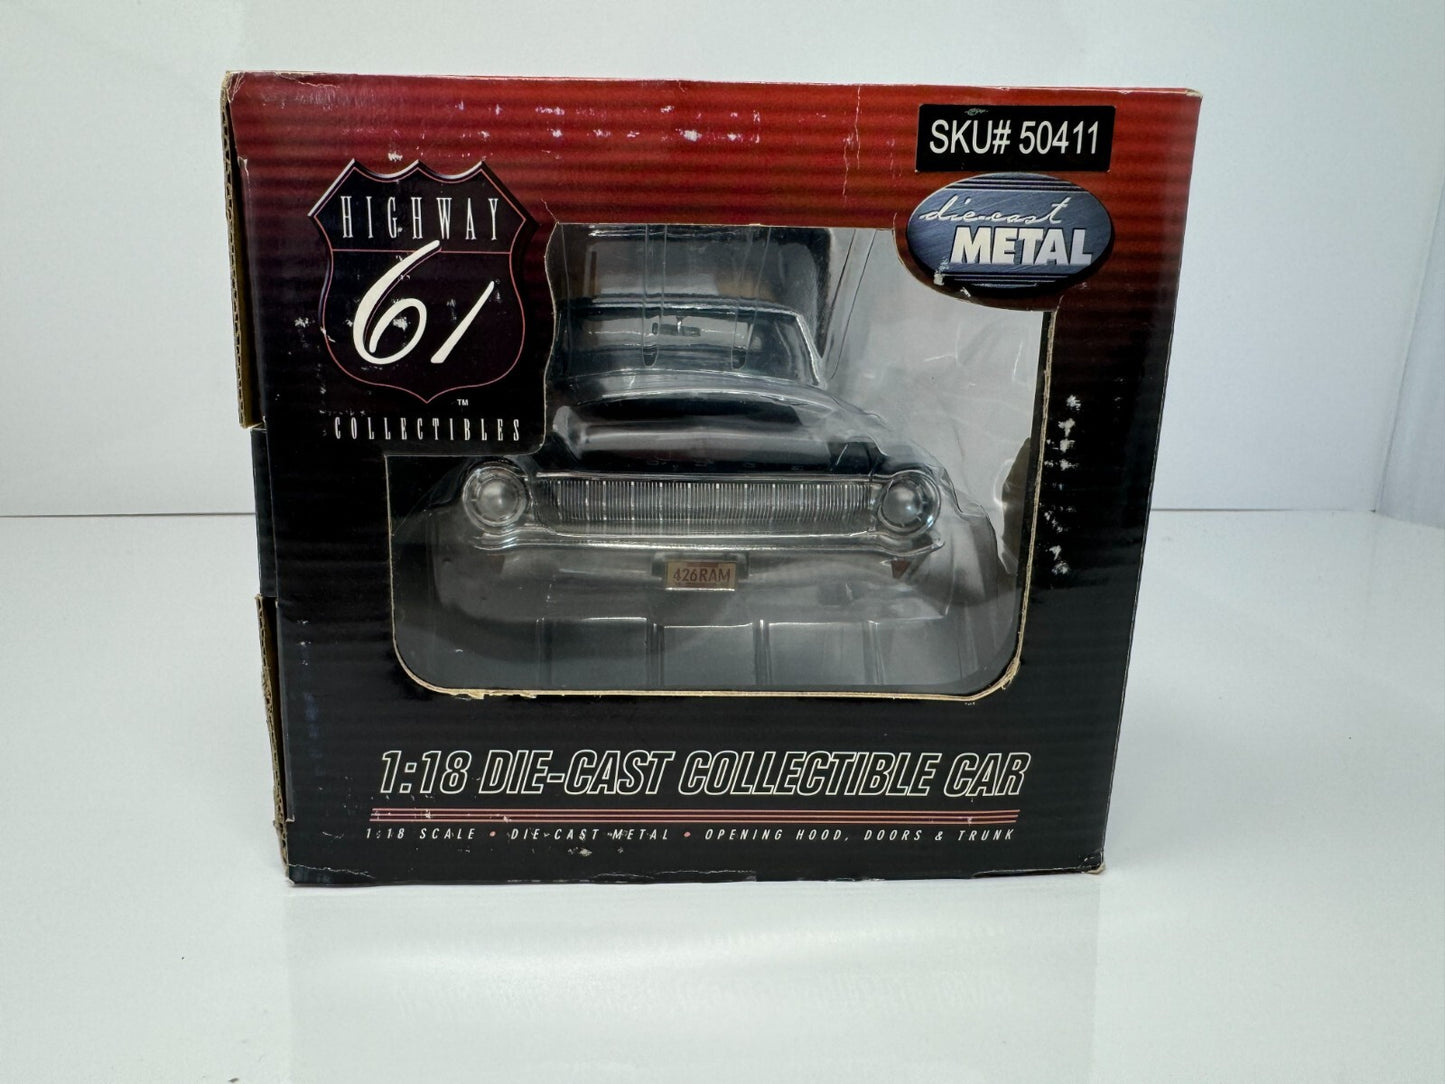 SKU# 50411
HIGHWAY
61
TM
COLLECTIBLES
die-cast
METAL
426RAM
1:18 DIE-CAST COLLECTIBLE CAR
1:18 SCALE • DIE-CAST METAL • OPENING HOOD, DOORS & TRUNK